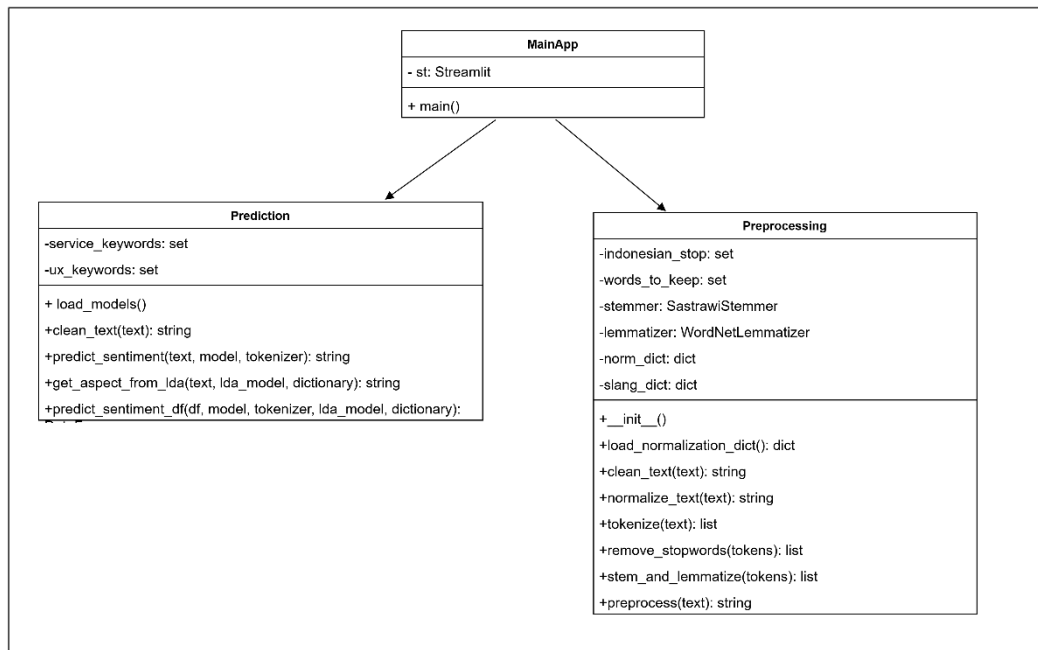 MainApp
- st: Streamlit
+ main()
Prediction
-service_keywords: set
-ux_keywords: set
+ load_models()
+clean_text(text): string
+predict_sentiment(text, model, tokenizer): string
+get_aspect_from_lda(text, lda_model, dictionary): string
+predict_sentiment_df(df, model, tokenizer, lda_model, dictionary):
Preprocessing
-indonesian_stop: set
-words_to_keep: set
-stemmer: SastrawiStemmer
-lemmatizer: WordNetLemmatizer
-norm_dict: dict
-slang_dict: dict
+__init__()
+load_normalization_dict(): dict
+clean_text(text): string
+normalize_text(text): string
+tokenize(text): list
+remove_stopwords(tokens): list
+stem_and_lemmatize(tokens): list
+preprocess(text): string